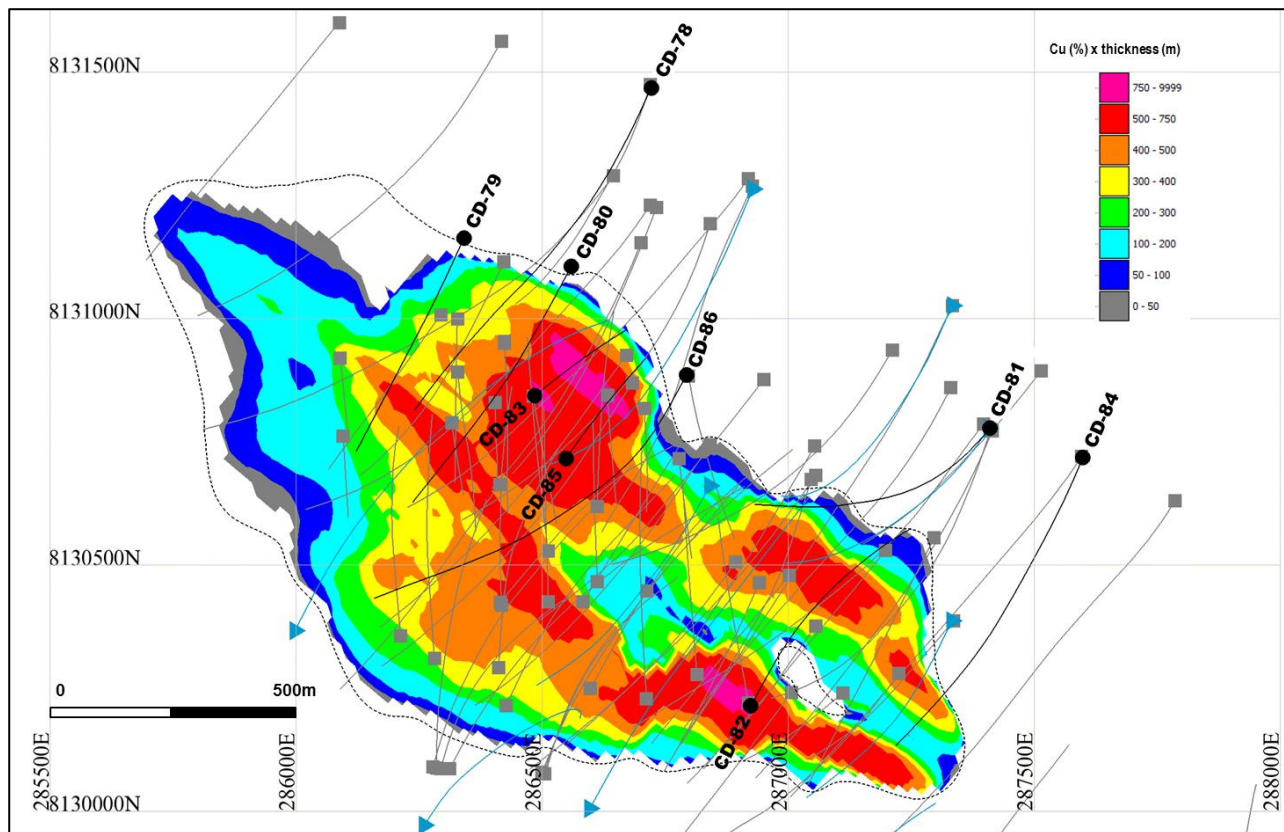 Cu (%) x thickness (m)
750 - 9999
500 - 750
400 - 500
300 - 400
200 - 300
100 - 200
50 - 100
0 - 50
8131500N
8131000N
8130500N
8130000N
CD-78
CD-79
CD-80
CD-86
CD-81
CD-84
CD-83
CD-85
CD-82
0 500m
285500E
286000E
286500E
287000E
287500E
288000E